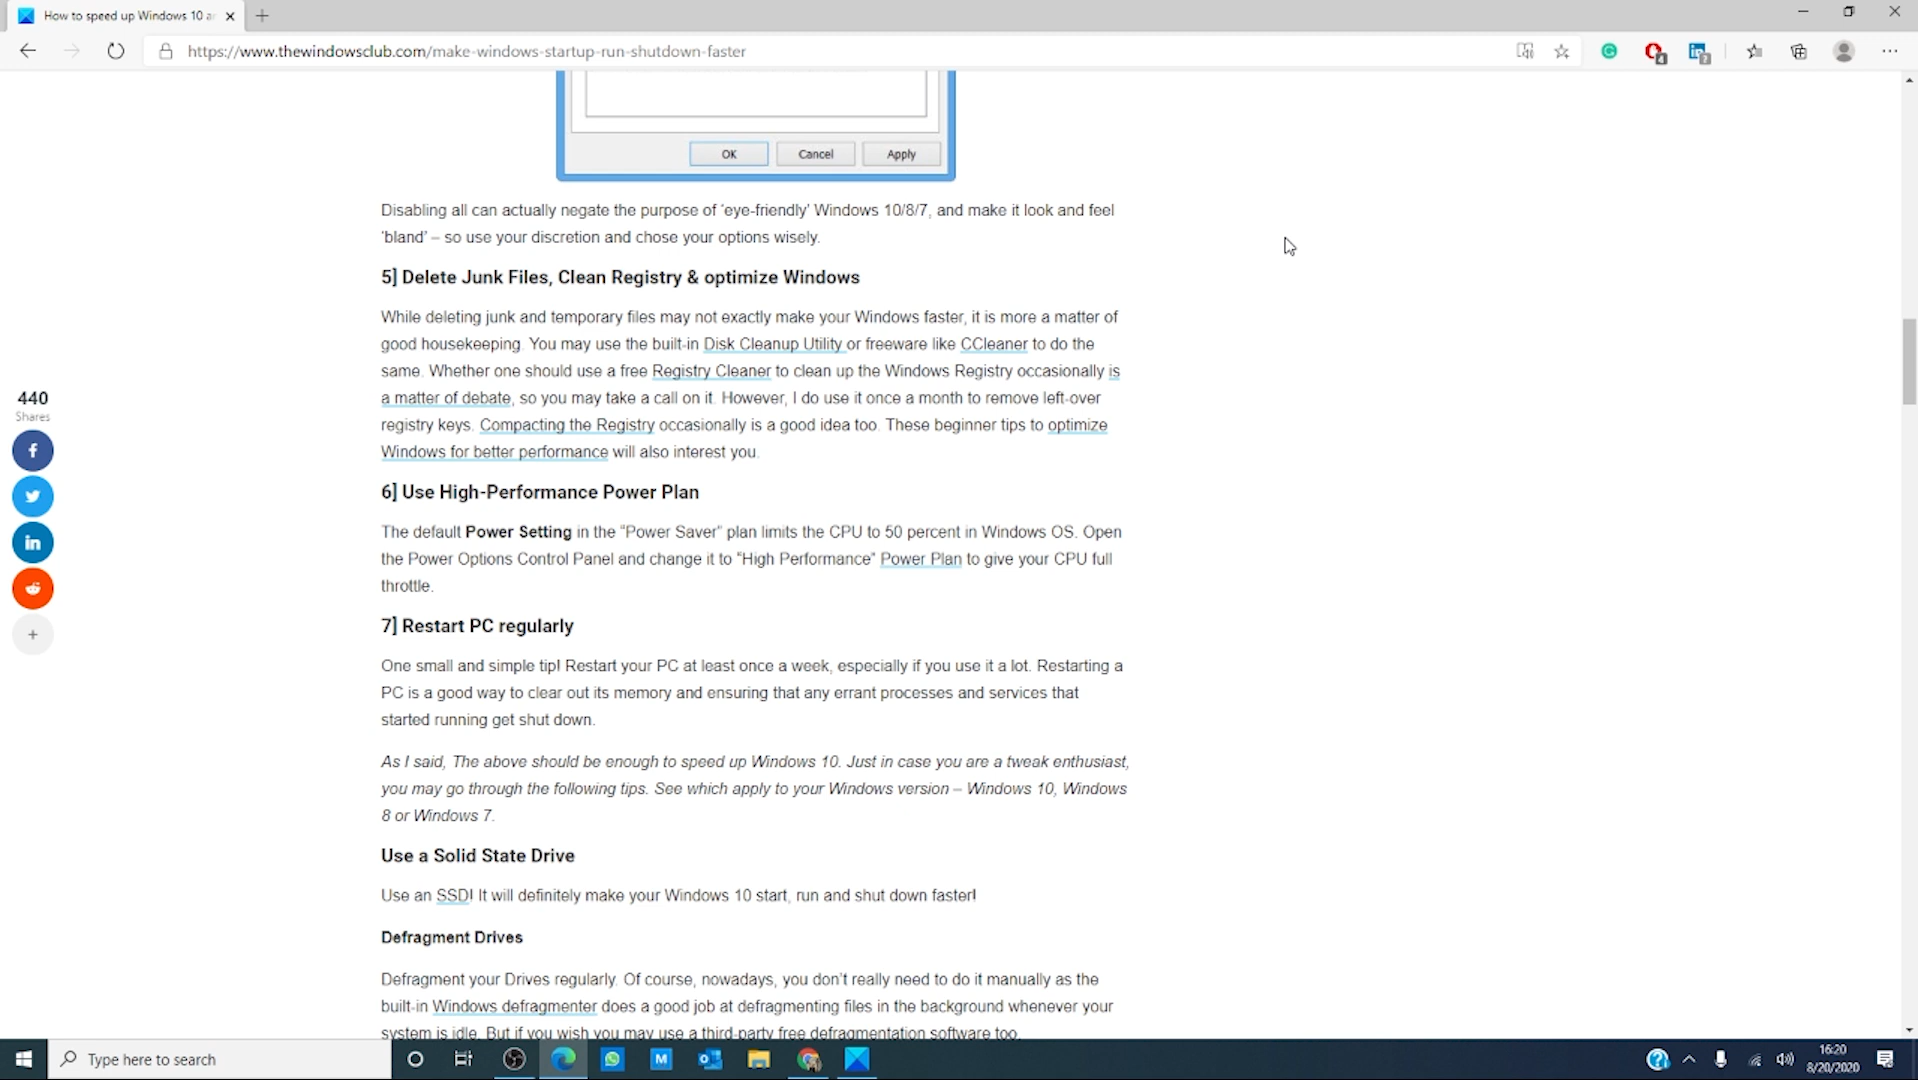 How to speed up Windows 10 an
https://www.thewindowsclub.com/make-windows-startup-run-shutdown-faster
4
7
OK Cancel Apply
Disabling all can actually negate the purpose of 'eye-friendly' Windows 10/8/7, and make it look and feel
'bland' – so use your discretion and chose your options wisely.
5] Delete Junk Files, Clean Registry & optimize Windows
While deleting junk and temporary files may not exactly make your Windows faster, it is more a matter of
good housekeeping. You may use the built-in Disk Cleanup Utility or freeware like CCleaner to do the
same. Whether one should use a free Registry Cleaner to clean up the Windows Registry occasionally is
a matter of debate, so you may take a call on it. However, I do use it once a month to remove left-over
registry keys. Compacting the Registry occasionally is a good idea too. These beginner tips to optimize
Windows for better performance will also interest you.
440
Shares
6] Use High-Performance Power Plan
The default Power Setting in the "Power Saver" plan limits the CPU to 50 percent in Windows OS. Open
the Power Options Control Panel and change it to "High Performance" Power Plan to give your CPU full
throttle.
7] Restart PC regularly
One small and simple tip! Restart your PC at least once a week, especially if you use it a lot. Restarting a
PC is a good way to clear out its memory and ensuring that any errant processes and services that
started running get shut down.
As I said, The above should be enough to speed up Windows 10. Just in case you are a tweak enthusiast,
you may go through the following tips. See which apply to your Windows version – Windows 10, Windows
8 or Windows 7.
Use a Solid State Drive
Use an SSD! It will definitely make your Windows 10 start, run and shut down faster!
Defragment Drives
Defragment your Drives regularly. Of course, nowadays, you don't really need to do it manually as the
built-in Windows defragmenter does a good job at defragmenting files in the background whenever your
system is idle. But if you wish you may use a third-party free defragmentation software too.
Type here to search
16:20
8/20/2020